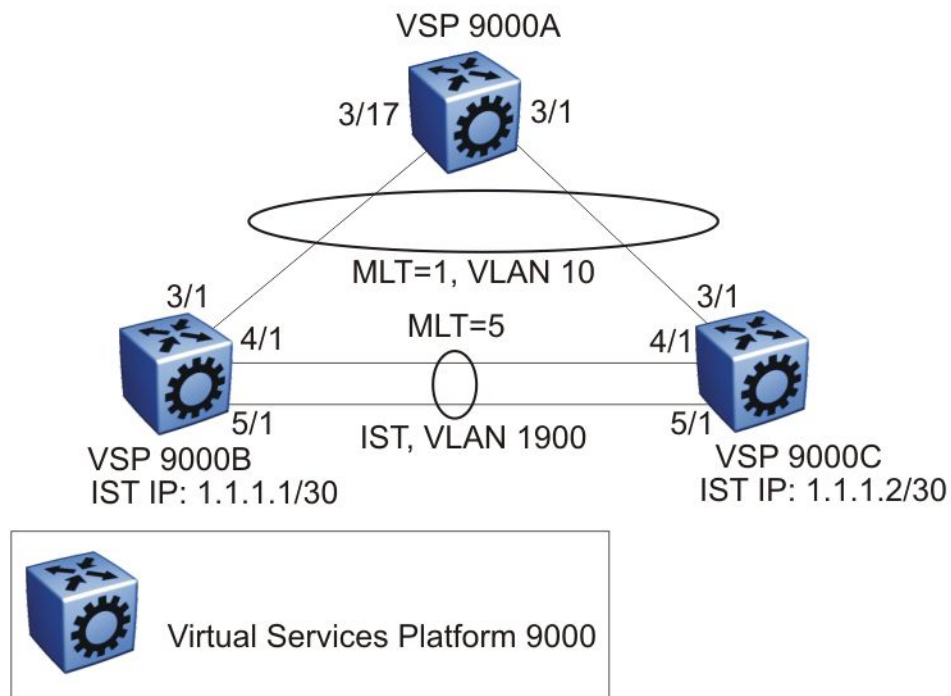 VSP 9000A
3/17
3/1
MLT=1, VLAN 10
3/1
3/1
MLT=5
4/1
4/1
5/1
IST, VLAN 1900
5/1
VSP 9000B
IST IP: 1.1.1.1/30
VSP 9000C
IST IP: 1.1.1.2/30
Virtual Services Platform 9000